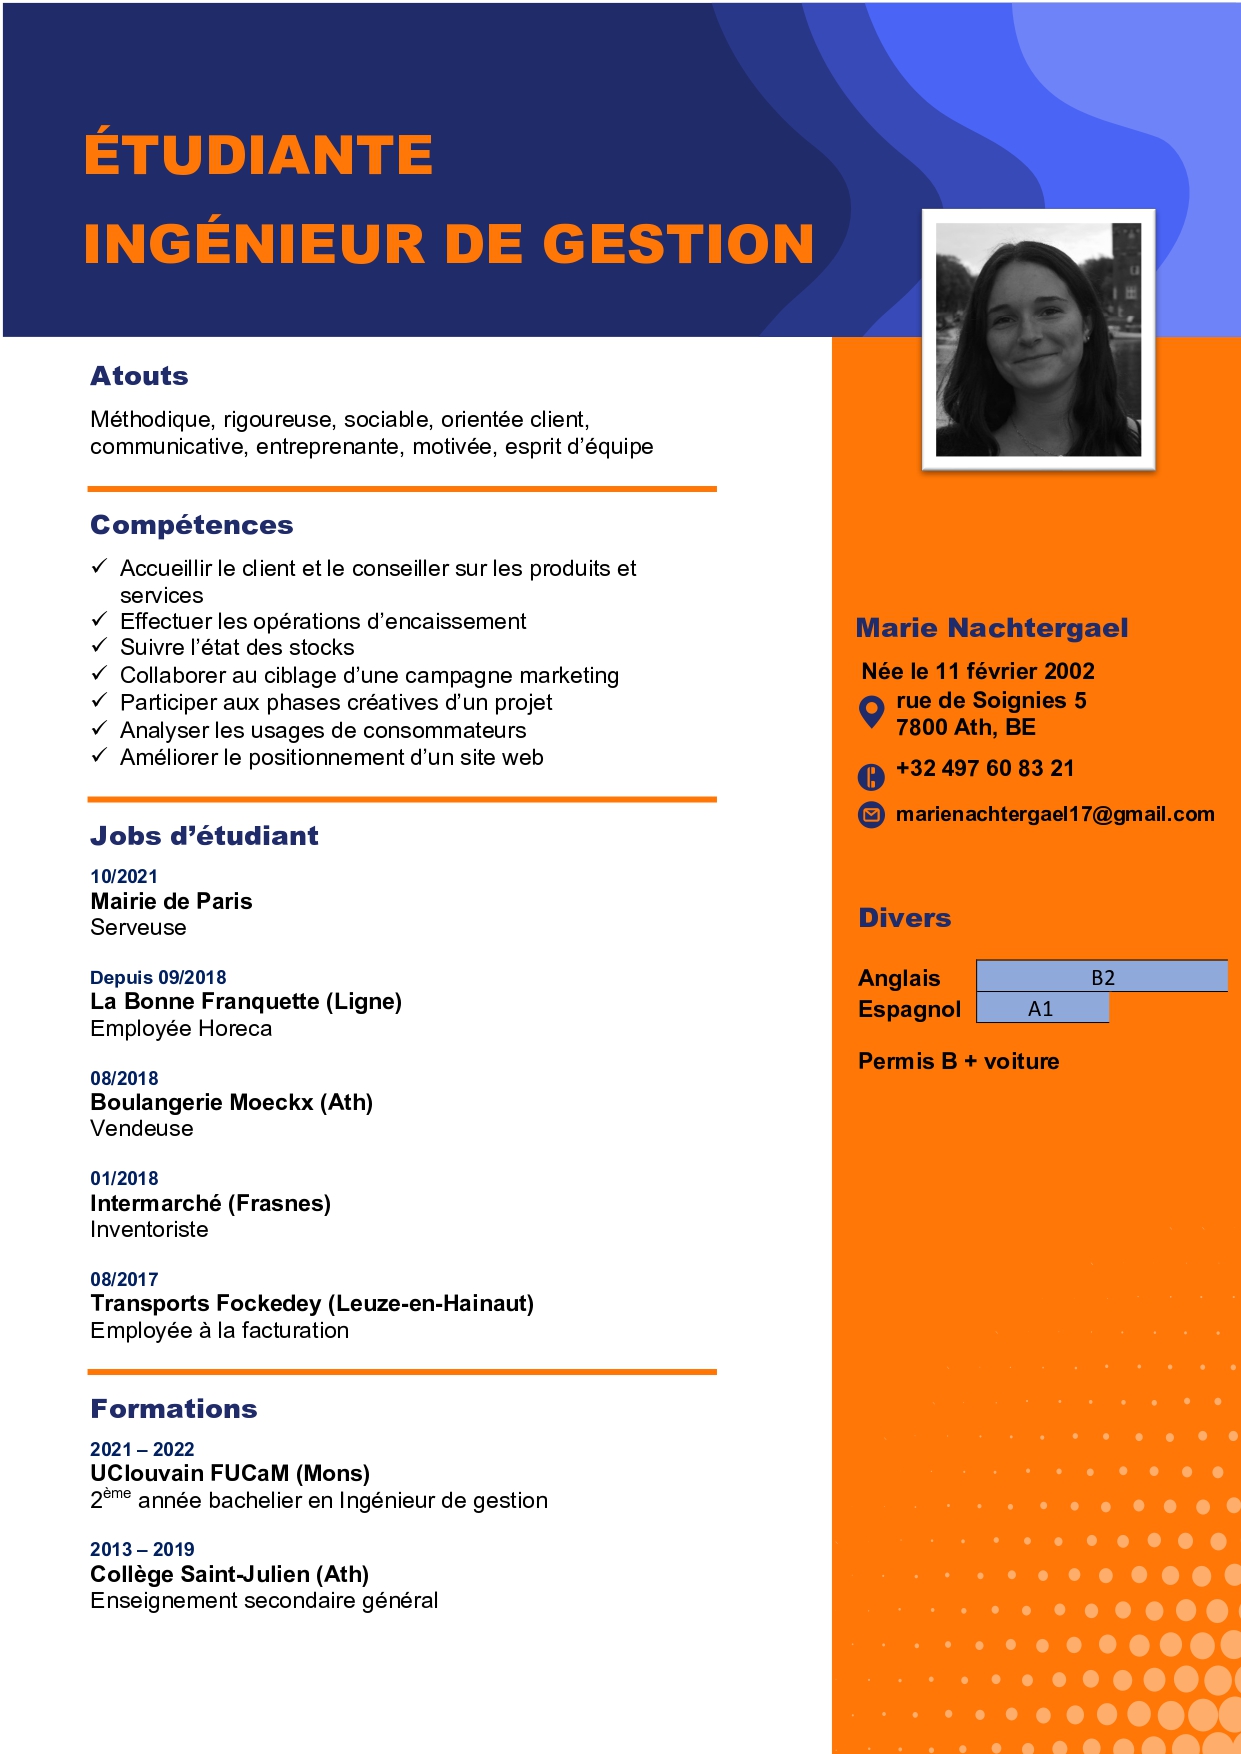 ÉTUDIANTE
INGÉNIEUR DE GESTION
Atouts
Méthodique, rigoureuse, sociable, orientée client,
communicative, entreprenante, motivée, esprit d’équipe
Compétences
✓ Accueillir le client et le conseiller sur les produits et
services
✓ Effectuer les opérations d’encaissement
✓ Suivre l’état des stocks
✓ Collaborer au ciblage d’une campagne marketing
✓ Participer aux phases créatives d’un projet
✓ Analyser les usages de consommateurs
✓ Améliorer le positionnement d’un site web
Jobs d’étudiant
10/2021
Mairie de Paris
Serveuse
Depuis 09/2018
La Bonne Franquette (Ligne)
Employée Horeca
08/2018
Boulangerie Moeckx (Ath)
Vendeuse
01/2018
Intermarché (Frasnes)
Inventoriste
08/2017
Transports Fockedey (Leuze-en-Hainaut)
Employée à la facturation
Formations
2021 – 2022
UClouvain FUCaM (Mons)
2ème année bachelier en Ingénieur de gestion
2013 – 2019
Collège Saint-Julien (Ath)
Enseignement secondaire général
Marie Nachtergael
Née le 11 février 2002
rue de Soignies 5
7800 Ath, BE
+32 497 60 83 21
marienachtergael17@gmail.com
Divers
Anglais B2
Espagnol A1
Permis B + voiture